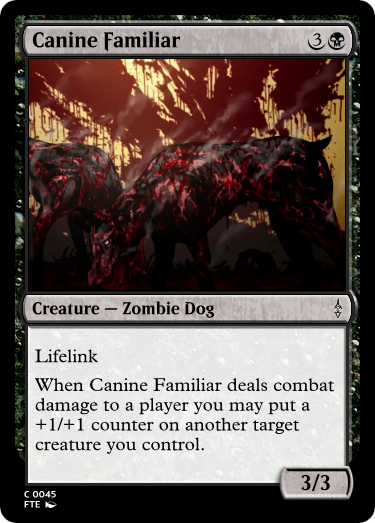 Canine Familiar 3
Creature — Zombie Dog
Lifelink
When Canine Familiar deals combat
damage to a player you may put a
+1/+1 counter on another target
creature you control.
3/3
C 0045
FTE